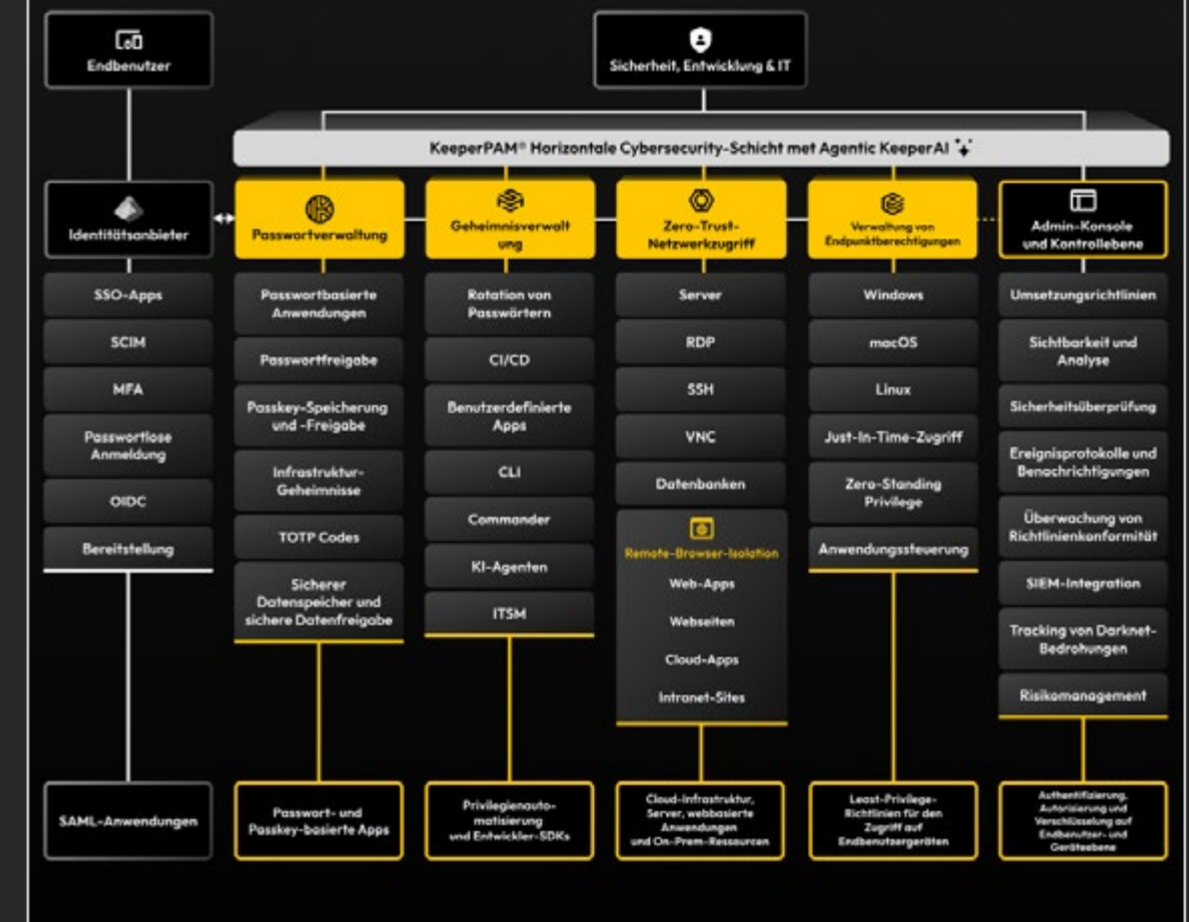 Endbenutzer
Sicherheit, Entwicklung & IT
KeeperPAM® Horizontale Cybersecurity-Schicht met Agentic KeeperAI
Identitätsanbieter
SSO-Apps
SCIM
MFA
Passwortlose
Anmeldung
OIDC
Bereitstellung
SAML-Anwendungen
Passwortverwaltung
Passwortbasierte
Anwendungen
Passwortfreigabe
Passkey-Speicherung
und -Freigabe
Infrastruktur-
Geheimnisse
TOTP Codes
Sicherer
Datenspeicher und
sichere Datenfreigabe
Passwort- und
Passkey-basierte Apps
Geheimnisverwalt
ung
Rotation von
Passwörtern
CI/CD
Benutzerdefinierte
Apps
CLI
Commander
KI-Agenten
ITSM
Privilegienauto-
matisierung
und Entwickler-SDKs
Zero-Trust-
Netzwerkzugriff
Server
RDP
SSH
VNC
Datenbanken
Remote-Browser-Isolation
Web-Apps
Webseiten
Cloud-Apps
Intranet-Sites
Cloud-Infrastruktur,
Server, webbasierte
Anwendungen
und On-Prem-Ressourcen
Verwaltung von
Endpunktberechtigungen
Windows
macOS
Linux
Just-In-Time-Zugriff
Zero-Standing
Privilege
Anwendungssteuerung
Least-Privilege-
Richtlinien für den
Zugriff auf
Endbenutzergeräten
Admin-Konsole
und Kontrollebene
Umsetzungsrichtlinien
Sichtbarkeit und
Analyse
Sicherheitsüberprüfung
Ereignisprotokolle und
Benachrichtigungen
Überwachung von
Richtlinienkonformität
SIEM-Integration
Tracking von Darknet-
Bedrohungen
Risikomanagement
Authentifizierung,
Autorisierung und
Verschlüsselung auf
Endbenutzer- und
Geräteebene